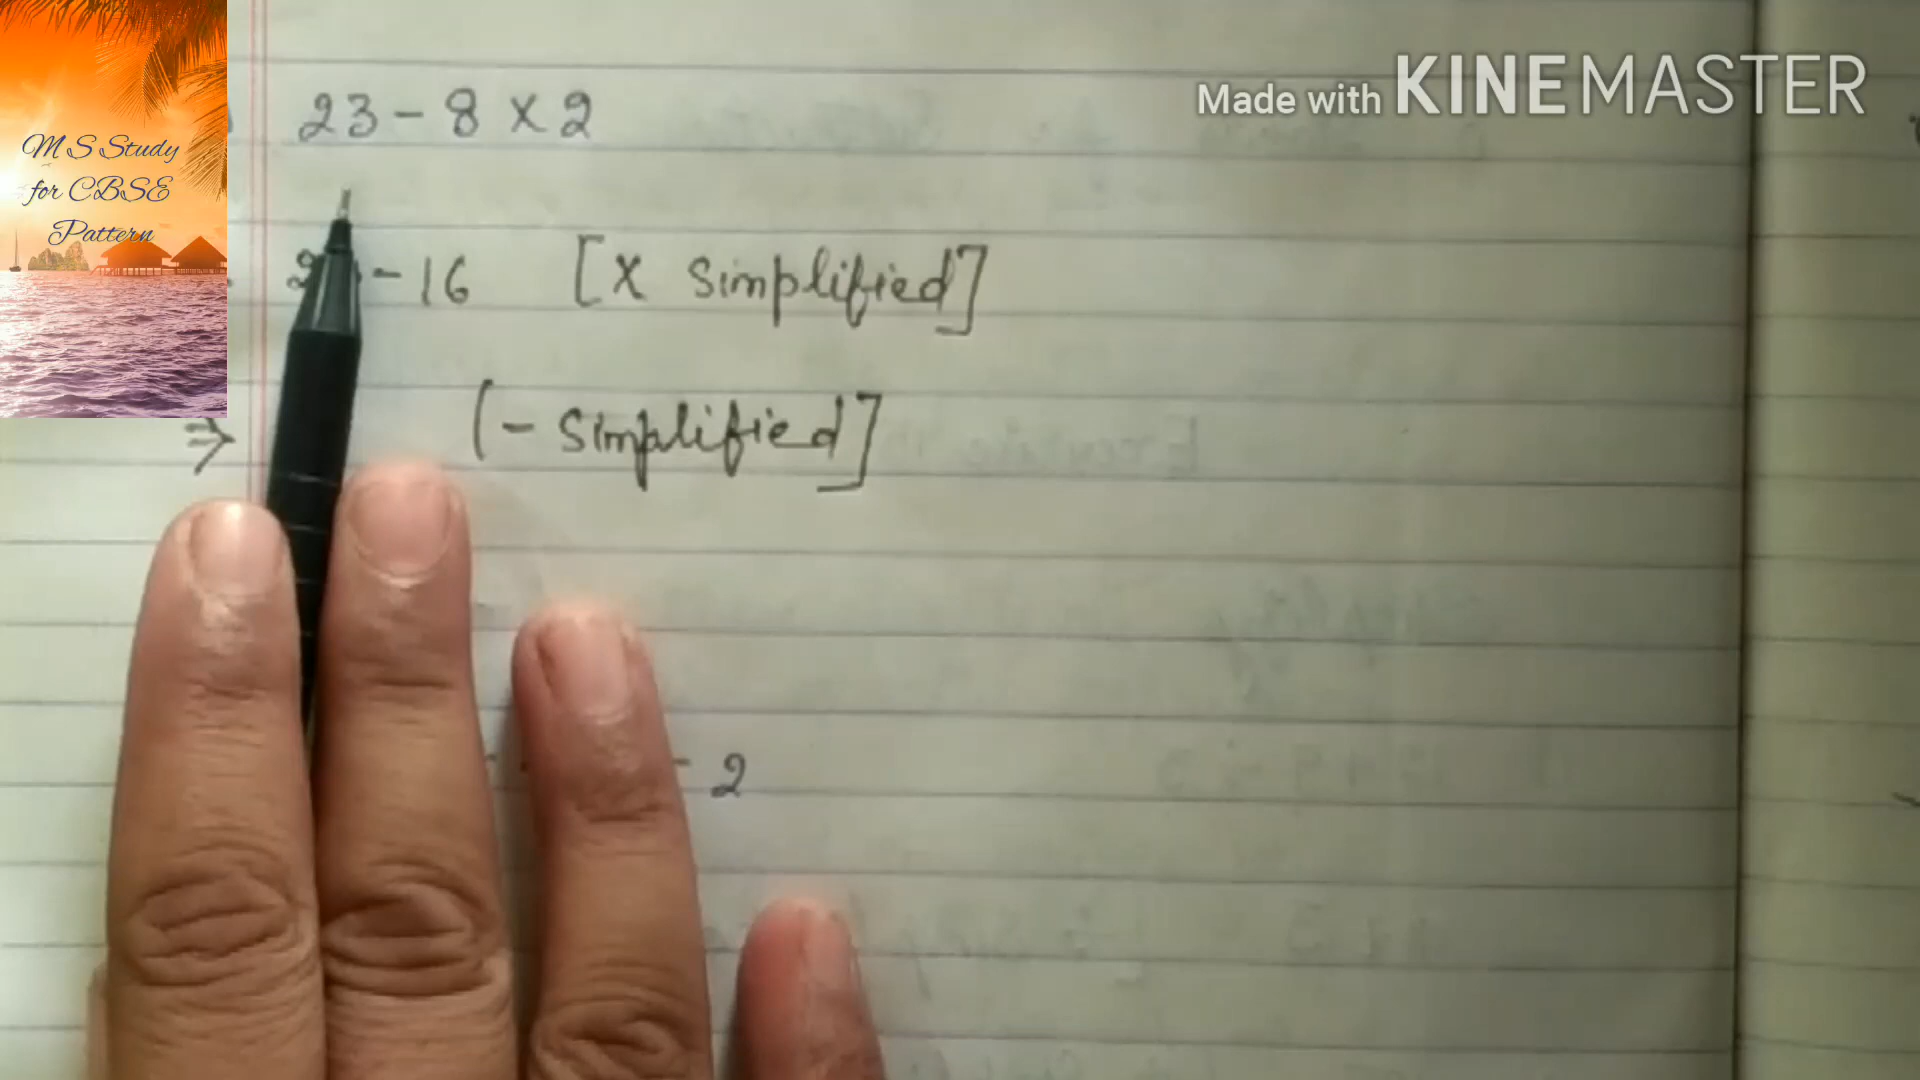 Made with KINEMASTER
M S Study
for CBSE
Pattern
23 - 8 × 2
- 16 [× Simplified]
⇒ (- Simplified]
- 2